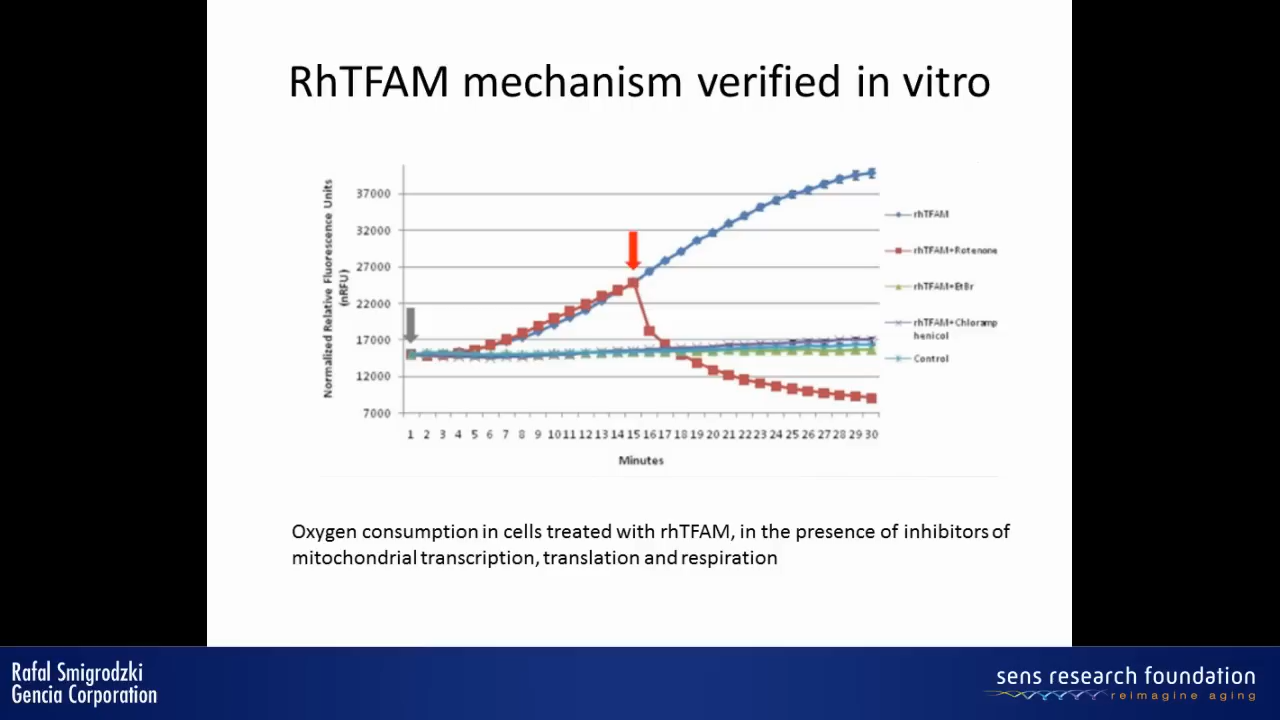 RhTFAM mechanism verified in vitro
Normalized Relative Fluorescence Units
(nRFU)
37000
32000
27000
22000
17000
12000
7000
1 2 3 4 5 6 7 8 9 10 11 12 13 14 15 16 17 18 19 20 21 22 23 24 25 26 27 28 29 30
Minutes
rhTFAM
rhTFAM+Rotenone
rhTFAM+EtBr
rhTFAM+Chloramp
henicol
Control
Oxygen consumption in cells treated with rhTFAM, in the presence of inhibitors of
mitochondrial transcription, translation and respiration
Rafal Smigrodzki
Gencia Corporation
sens research foundation
reimagine aging